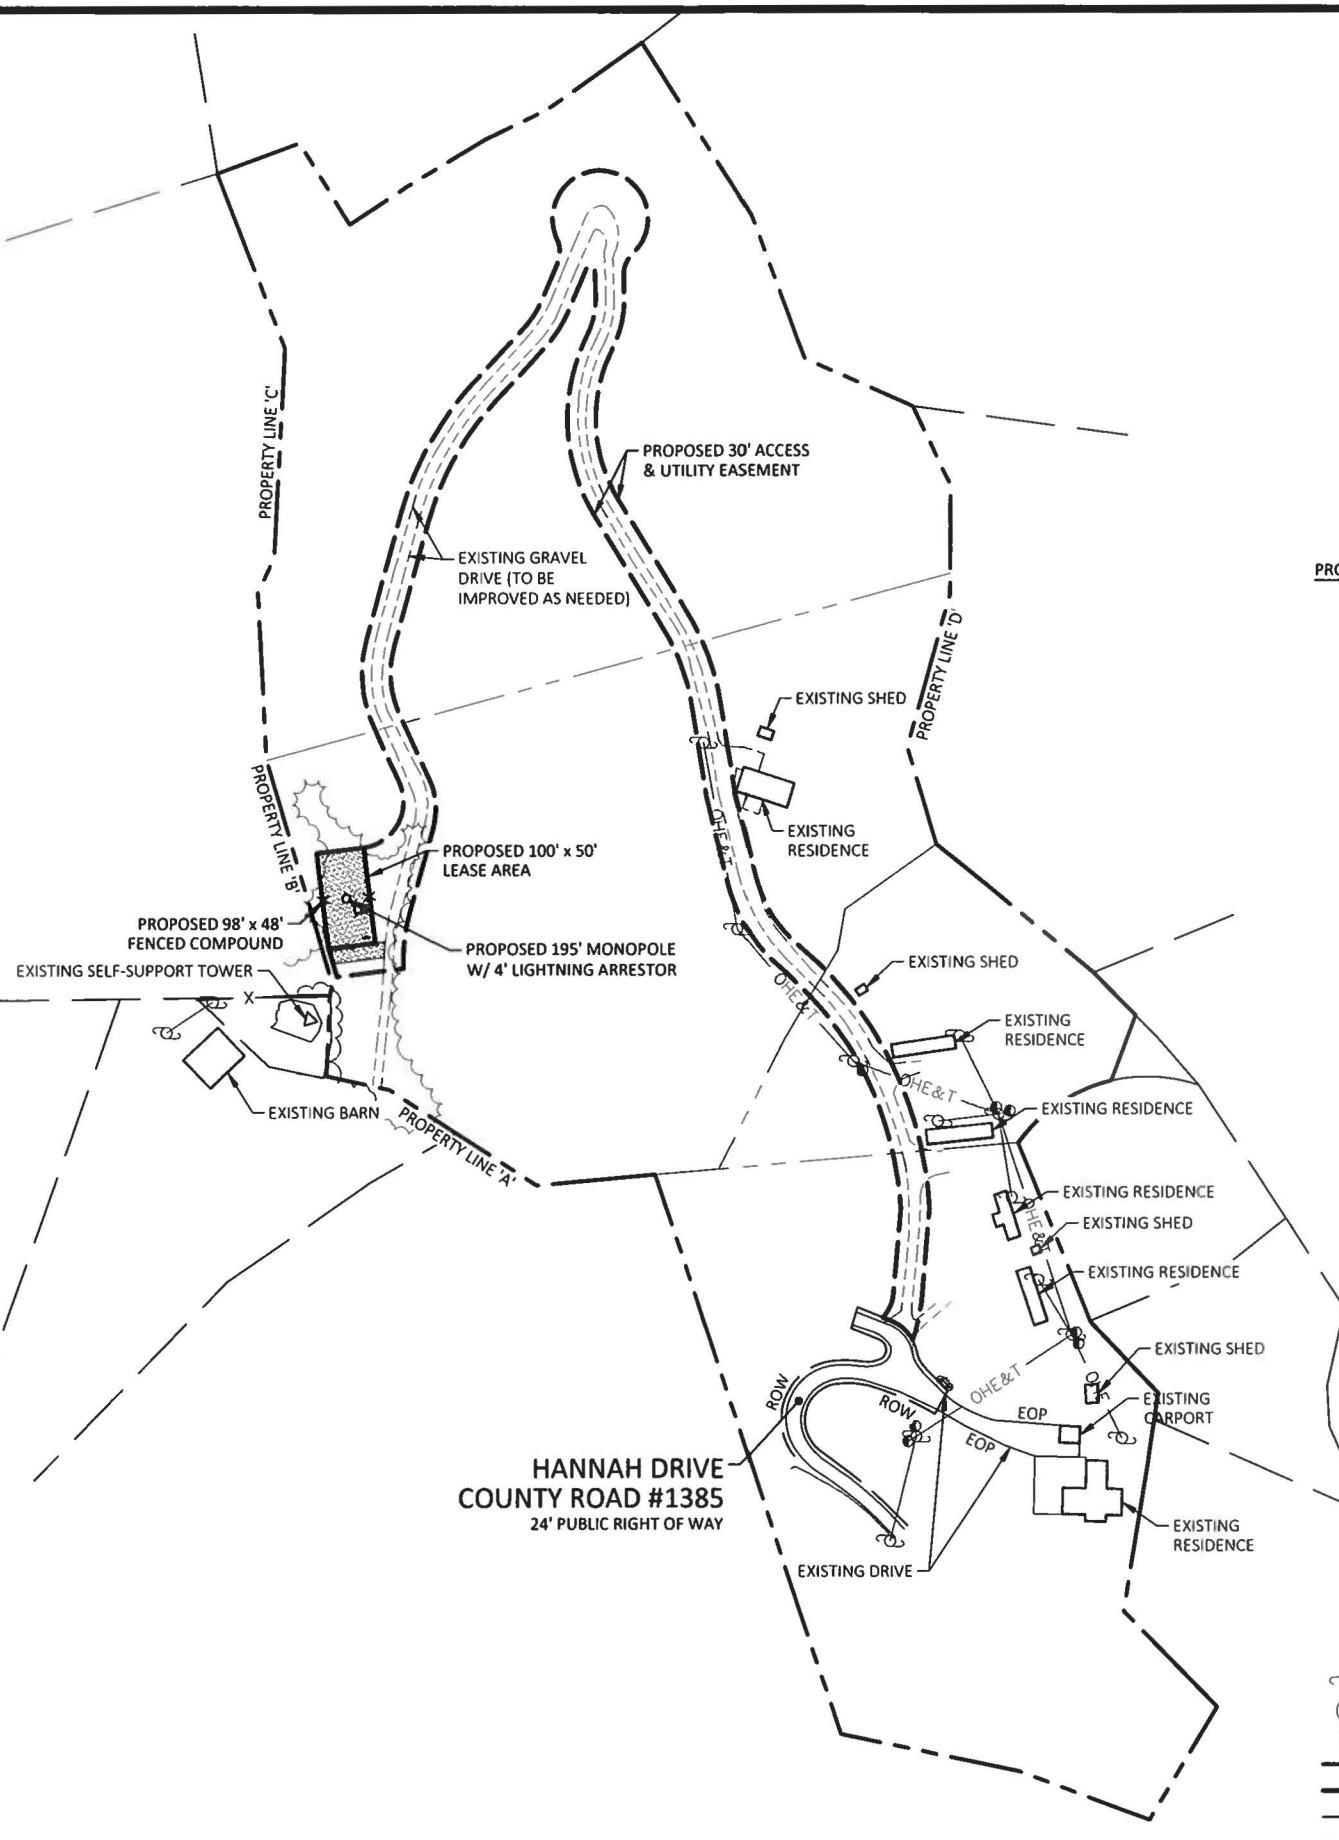 PROPERTY LINE 'C'
PROPOSED 30' ACCESS
& UTILITY EASEMENT
EXISTING GRAVEL
DRIVE (TO BE
IMPROVED AS NEEDED)
PROPERTY LINE 'D'
EXISTING SHED
PROPERTY LINE 'B'
EXISTING
RESIDENCE
OHE&T
PROPOSED 100' x 50'
LEASE AREA
PROPOSED 98' x 48'
FENCED COMPOUND
PROPOSED 195' MONOPOLE
W/ 4' LIGHTNING ARRESTOR
EXISTING SELF-SUPPORT TOWER
X
EXISTING SHED
OHE&T
EXISTING
RESIDENCE
OHE&T
EXISTING BARN
PROPERTY LINE 'A'
EXISTING RESIDENCE
EXISTING RESIDENCE
EXISTING SHED
OHE&T
EXISTING RESIDENCE
EXISTING SHED
OHE&T
EXISTING
CARPORT
ROW
ROW
EOP
EOP
HANNAH DRIVE
COUNTY ROAD #1385
24' PUBLIC RIGHT OF WAY
EXISTING
RESIDENCE
EXISTING DRIVE